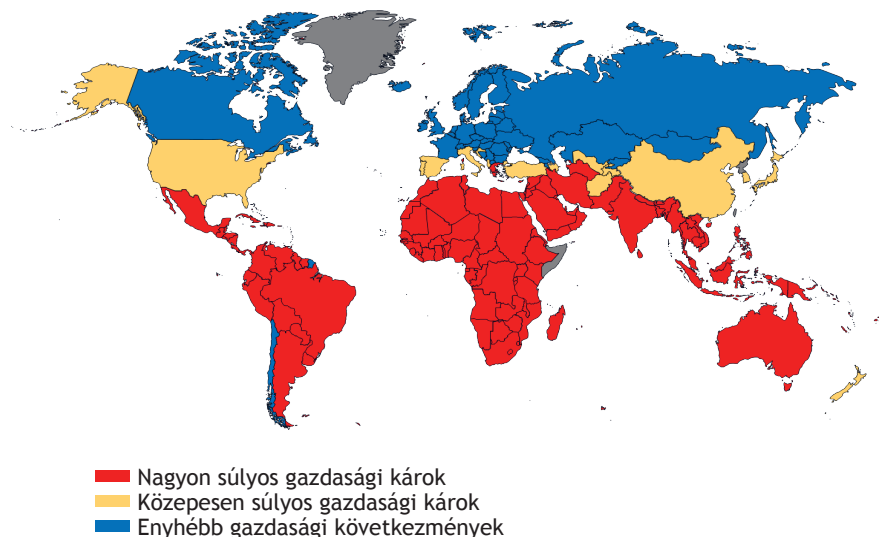 Nagyon súlyos gazdasági károk
Közepesen súlyos gazdasági károk
Enyhébb gazdasági következmények